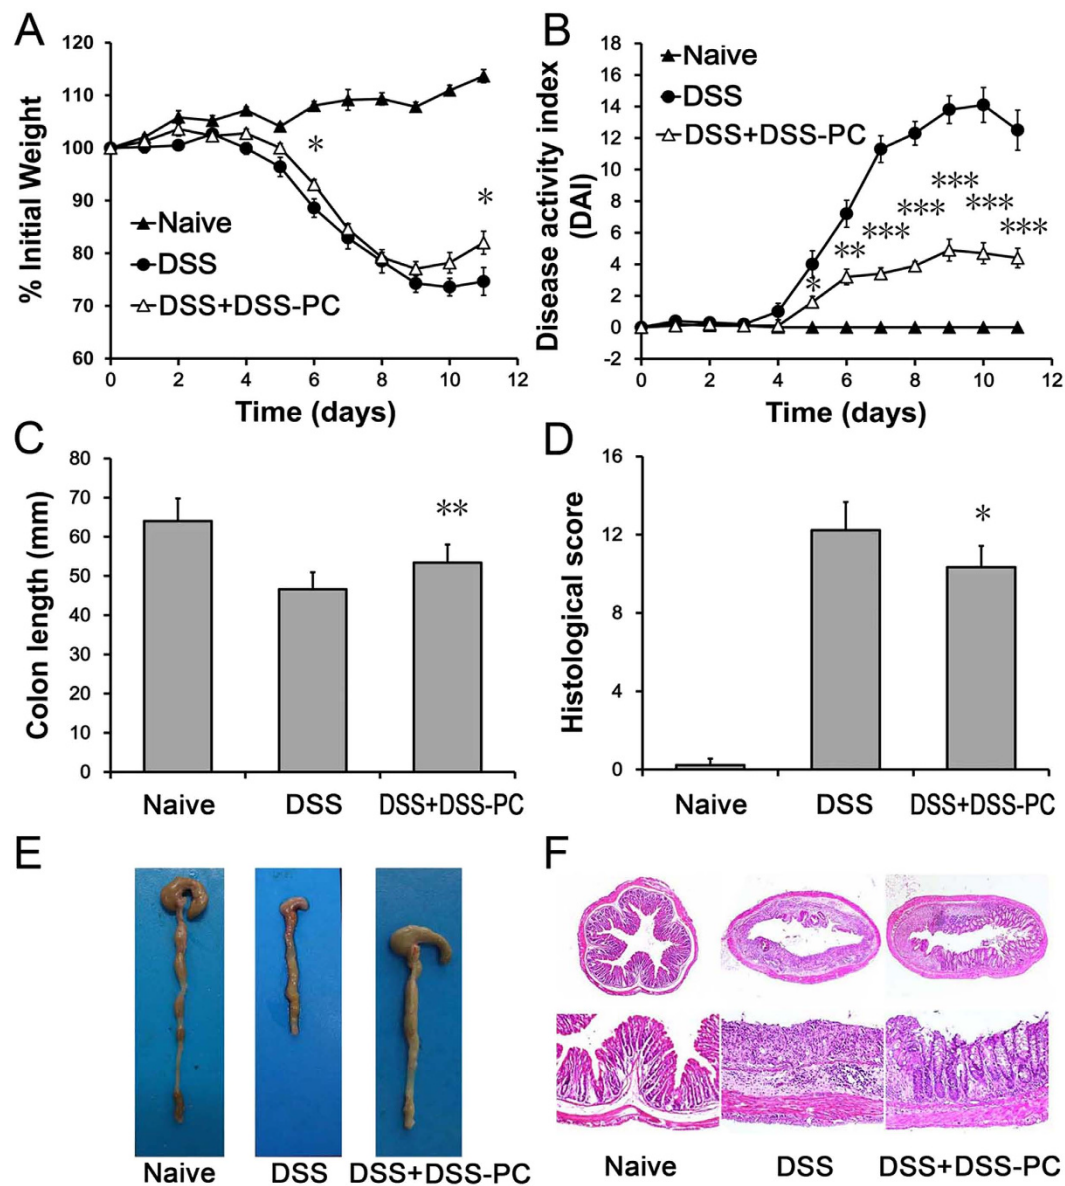 A
120
110
100
90
80
70
60
% Initial Weight
*
*
Naive
DSS
DSS+DSS-PC
0 2 4 6 8 10 12
Time (days)
B
18
16
14
12
10
8
6
4
2
0
-2
Disease activity index
(DAI)
Naive
DSS
DSS+DSS-PC
*
**
***
***
***
***
***
0 2 4 6 8 10 12
Time (days)
C
80
70
60
50
40
30
20
10
0
Colon length (mm)
**
Naive DSS DSS+DSS-PC
D
16
12
8
4
0
Histological score
*
Naive DSS DSS+DSS-PC
E
Naive DSS DSS+DSS-PC
F
Naive DSS DSS+DSS-PC